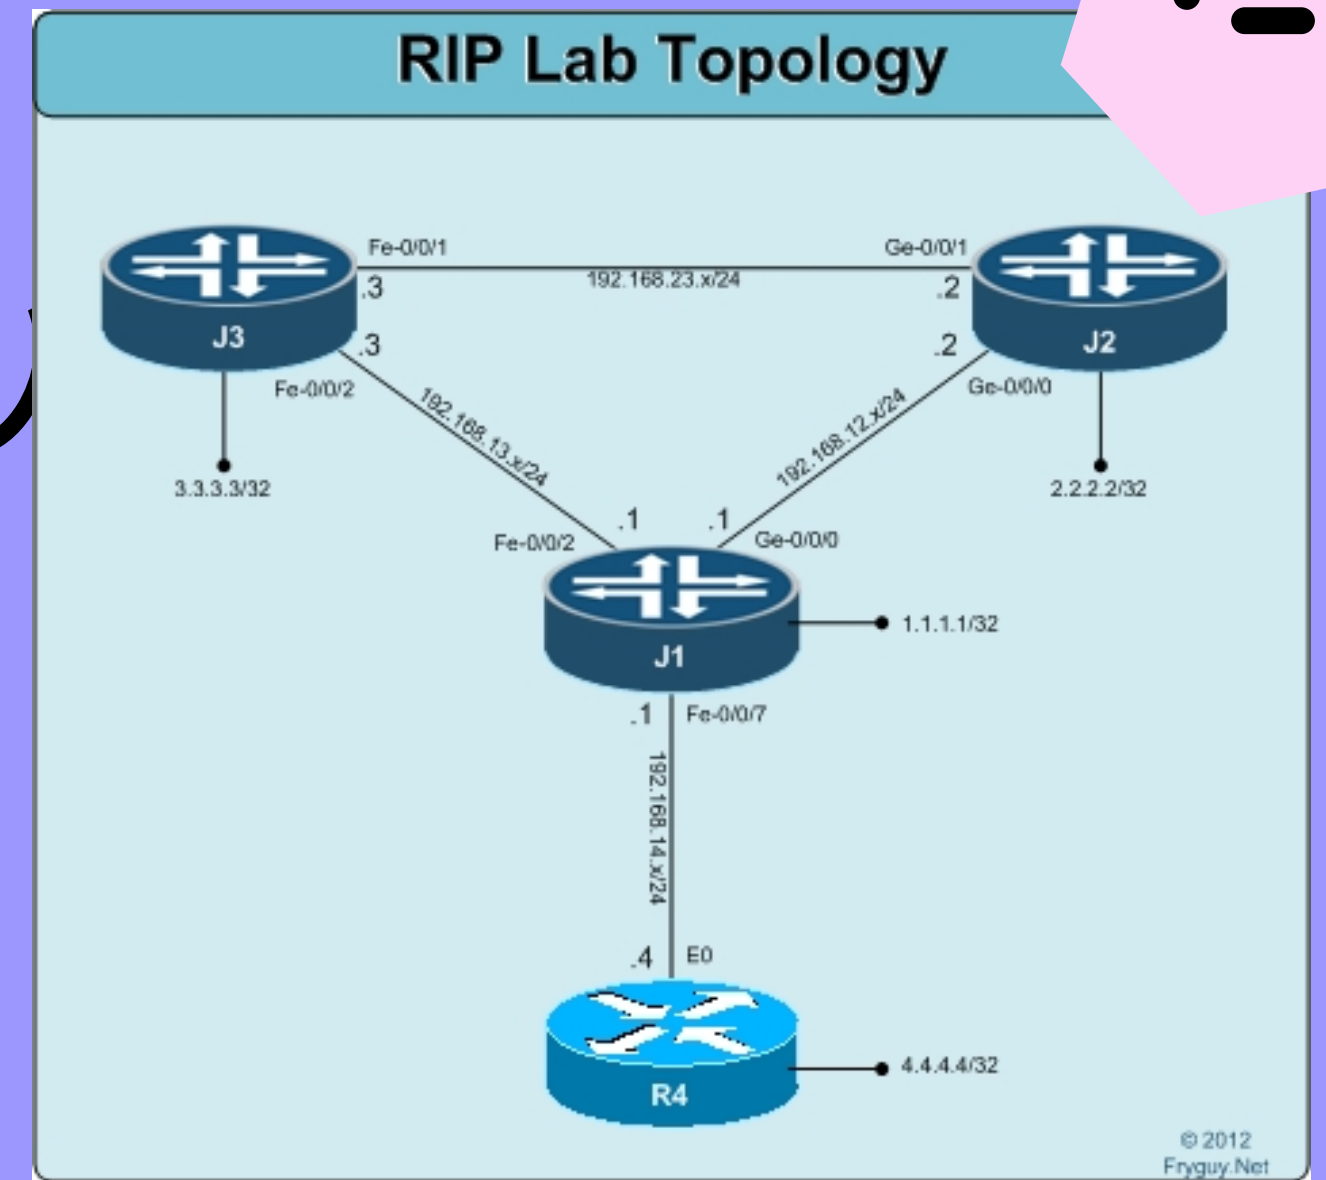 RIP Lab Topology
Fe-0/0/1
Ge-0/0/1
192.168.23.x/24
.3
.2
J3
J2
.3
.2
Fe-0/0/2
Ge-0/0/0
192.168.13.x/24
192.168.12.x/24
3.3.3.3/32
2.2.2.2/32
.1
.1
Fe-0/0/2
Ge-0/0/0
1.1.1.1/32
J1
.1
Fe-0/0/7
192.168.14.x/24
.4
E0
4.4.4.4/32
R4
© 2012
Fryguy.Net